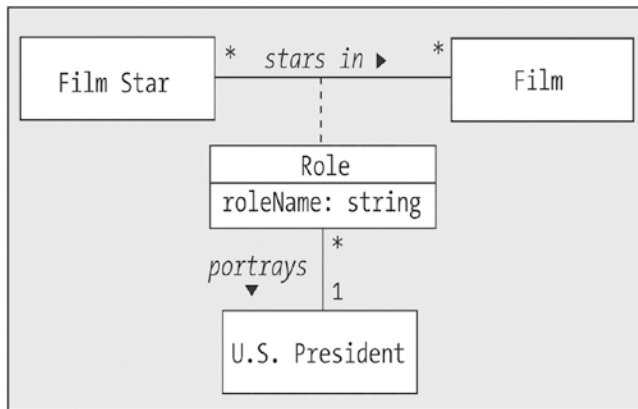 * stars in ▶ *
Film Star
Film
Role
roleName: string
*
portrays
▼
1
U.S. President